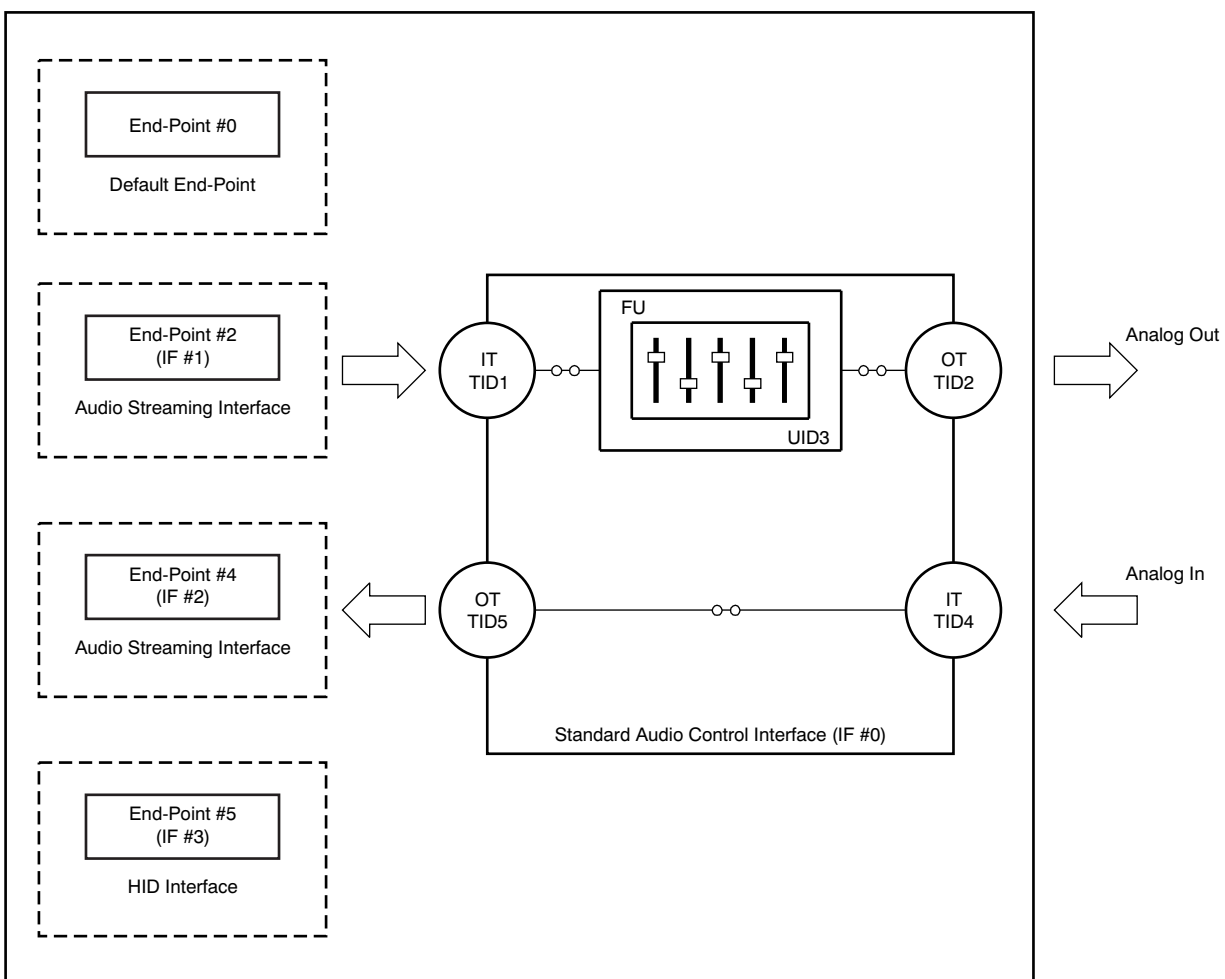 End-Point #0
Default End-Point
End-Point #2
(IF #1)
Audio Streaming Interface
IT
TID1
FU
UID3
OT
TID2
Analog Out
End-Point #4
(IF #2)
Audio Streaming Interface
OT
TID5
IT
TID4
Analog In
Standard Audio Control Interface (IF #0)
End-Point #5
(IF #3)
HID Interface